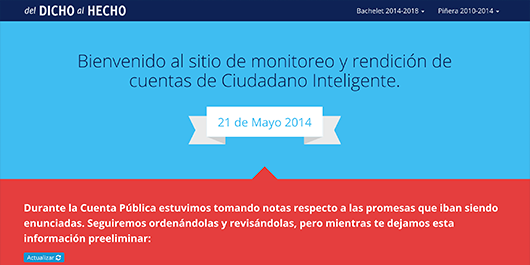 del DICHO al HECHO
Bachelet 2014-2018
Piñera 2010-2014
Bienvenido al sitio de monitoreo y rendición de
cuentas de Ciudadano Inteligente.
21 de Mayo 2014
Durante la Cuenta Pública estuvimos tomando notas respecto a las promesas que iban siendo
enunciadas. Seguiremos ordenándolas y revisándolas, pero mientras te dejamos esta
información preeliminar:
Actualizar